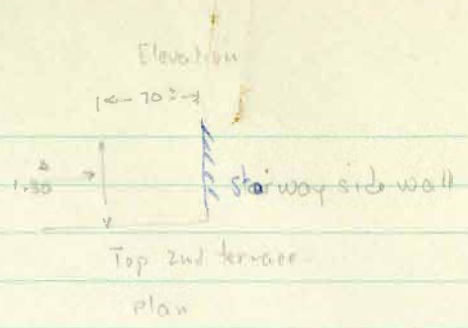 Elevation
70
1.30
Stairway side wall
Top 2nd terrace
Plan